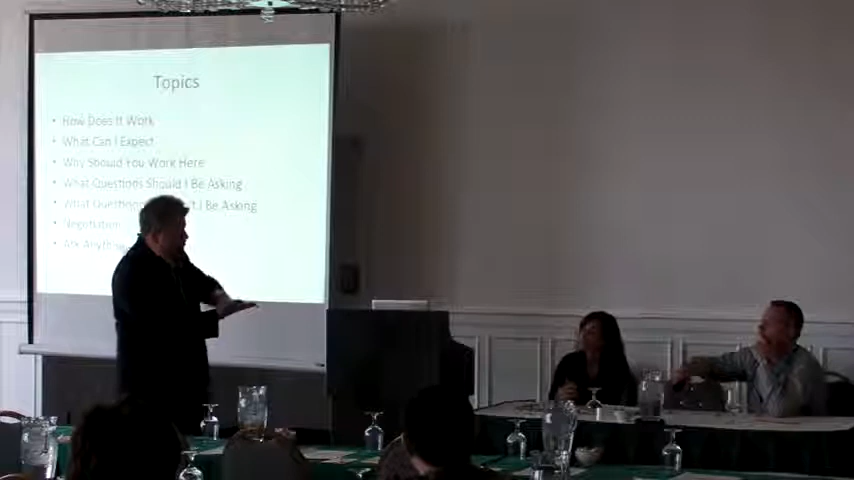 Topics
• How Does It Work
• What Can I Expect
• Why Should You Work Here
• What Questions Should I Be Asking
• What Questions I Be Asking
• Negotiation
• Ask Anything